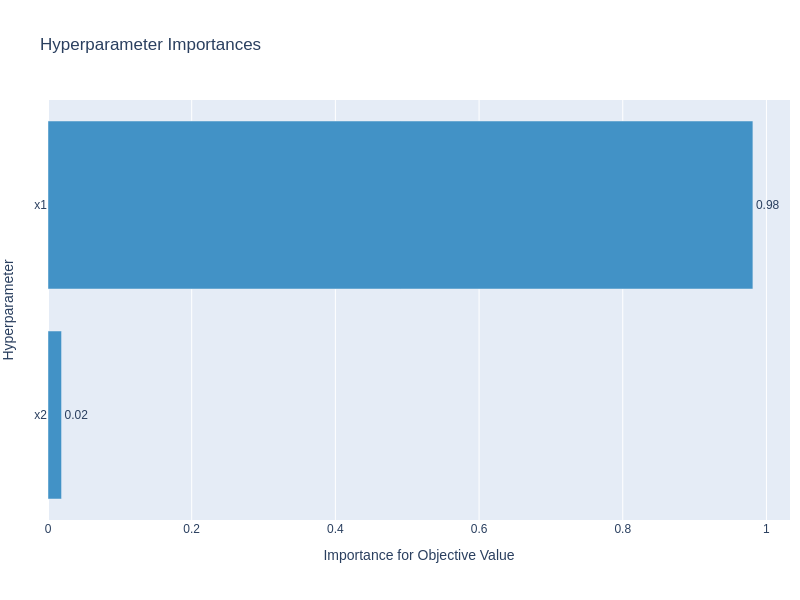 Hyperparameter Importances
x1
0.98
Hyperparameter
x2
0.02
0
0.2
0.4
0.6
0.8
1
Importance for Objective Value